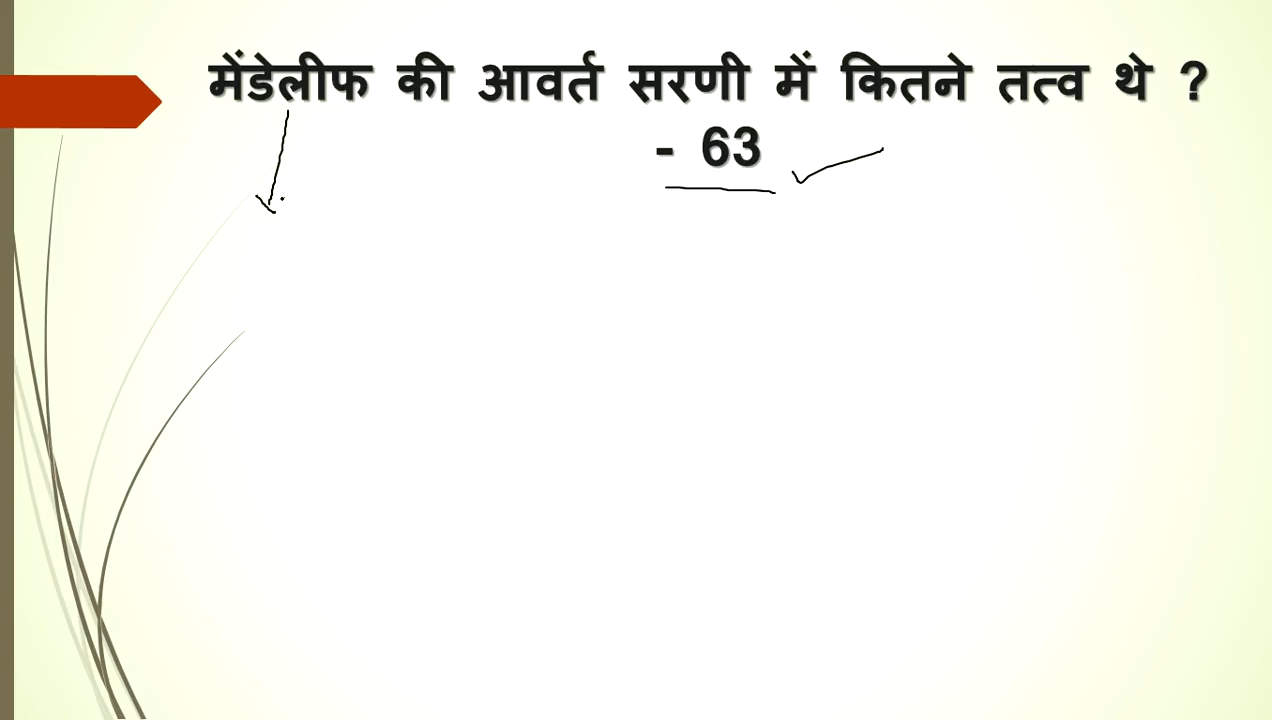 मेंडेलीफ की आवर्त सरणी में कितने तत्व थे ?
- 63